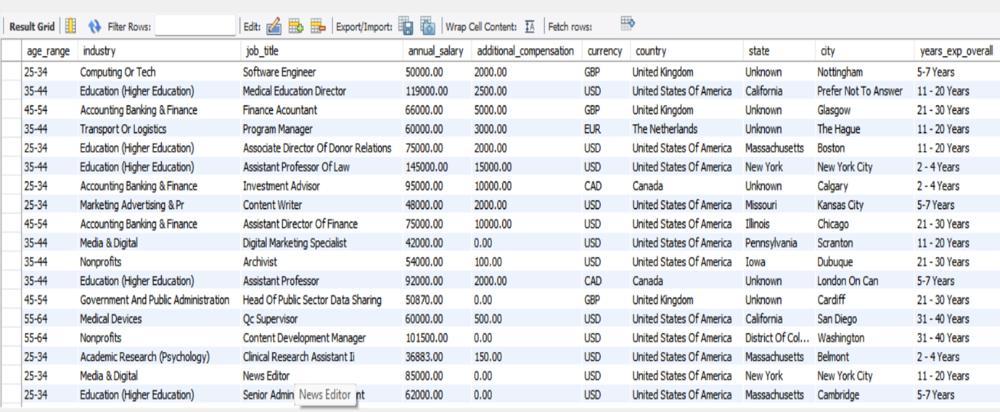 Result Grid Filter Rows: Edit: Export/Import: Wrap Cell Content: IA Fetch rows:
age_range industry job_title annual_salary additional_compensation currency country state city years_exp_overall
25-34 Computing Or Tech Software Engineer 50000.00 2000.00 GBP United Kingdom Unknown Nottingham 5-7 Years
35-44 Education (Higher Education) Medical Education Director 119000.00 2500.00 USD United States Of America California Prefer Not To Answer 11 - 20 Years
45-54 Accounting Banking & Finance Finance Acountant 66000.00 5000.00 GBP United Kingdom Unknown Glasgow 21 - 30 Years
35-44 Transport Or Logistics Program Manager 60000.00 3000.00 EUR The Netherlands Unknown The Hague 11 - 20 Years
25-34 Education (Higher Education) Associate Director Of Donor Relations 75000.00 2000.00 USD United States Of America Massachusetts Boston 11 - 20 Years
35-44 Education (Higher Education) Assistant Professor Of Law 145000.00 15000.00 USD United States Of America New York New York City 2 - 4 Years
25-34 Accounting Banking & Finance Investment Advisor 95000.00 10000.00 CAD Canada Unknown Calgary 2 - 4 Years
25-34 Marketing Advertising & Pr Content Writer 48000.00 2000.00 USD United States Of America Missouri Kansas City 5-7 Years
45-54 Accounting Banking & Finance Assistant Director Of Finance 75000.00 10000.00 USD United States Of America Illinois Chicago 21 - 30 Years
35-44 Media & Digital Digital Marketing Specialist 42000.00 0.00 USD United States Of America Pennsylvania Scranton 11 - 20 Years
35-44 Nonprofits Archivist 54000.00 100.00 USD United States Of America Iowa Dubuque 21 - 30 Years
35-44 Education (Higher Education) Assistant Professor 92000.00 2000.00 CAD Canada Unknown London On Can 5-7 Years
45-54 Government And Public Administration Head Of Public Sector Data Sharing 50870.00 0.00 GBP United Kingdom Unknown Cardiff 21 - 30 Years
55-64 Medical Devices Qc Supervisor 60000.00 500.00 USD United States Of America California San Diego 31 - 40 Years
55-64 Nonprofits Content Development Manager 101500.00 0.00 USD United States Of America District Of Col... Washington 31 - 40 Years
25-34 Academic Research (Psychology) Clinical Research Assistant Ii 36883.00 150.00 USD United States Of America Massachusetts Belmont 2 - 4 Years
25-34 Media & Digital News Editor 85000.00 0.00 USD United States Of America New York New York City 11 - 20 Years
25-34 Education (Higher Education) Senior Admin News Editor nt 62000.00 0.00 USD United States Of America Massachusetts Cambridge 5-7 Years